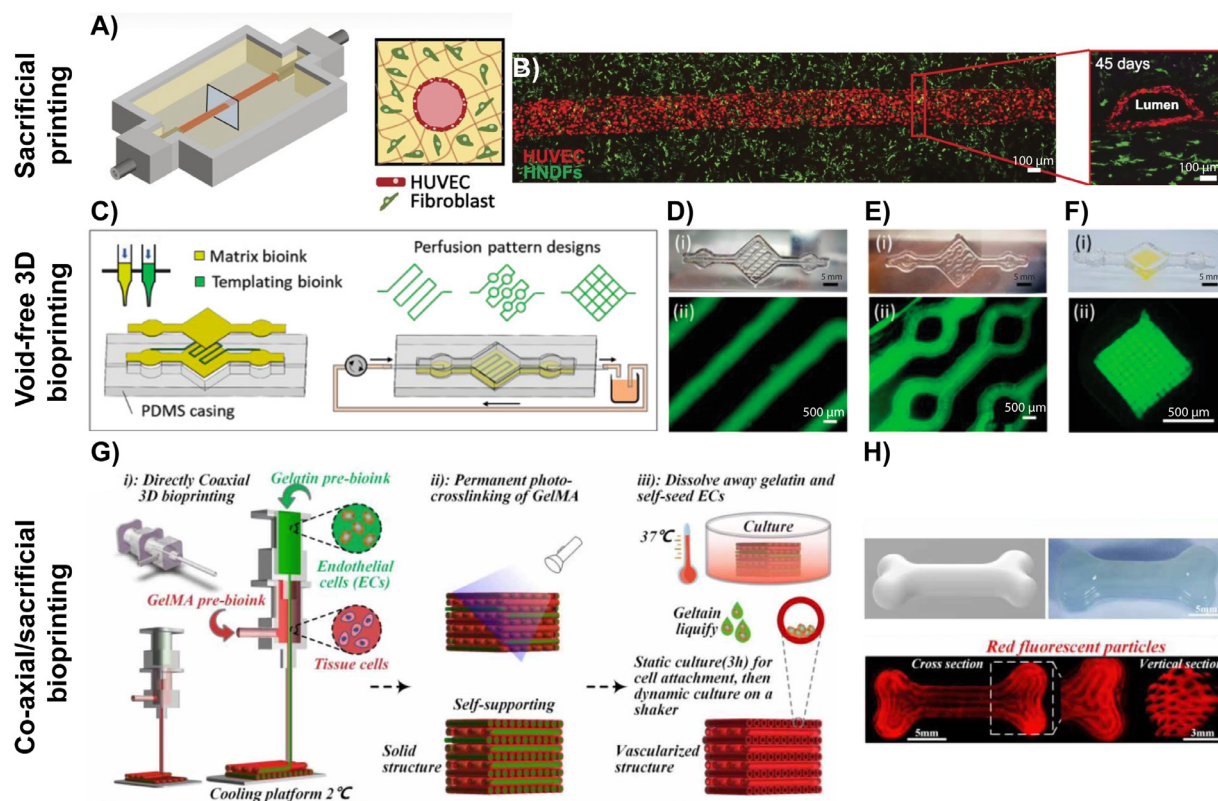 Sacrificial
printing
A)
HUVEC
Fibroblast
B)
HUVEC
HNDFs
100 µm
45 days
Lumen
100 µm
Void-free 3D
bioprinting
C)
Matrix bioink
Templating bioink
PDMS casing
Perfusion pattern designs
D)
(i)
5 mm
(ii)
500 µm
E)
(i)
5 mm
(ii)
500 µm
F)
(i)
5 mm
(ii)
500 µm
Co-axial/sacrificial
bioprinting
G)
i): Directly Coaxial
3D bioprinting
Gelatin pre-bioink
Endothelial
cells (ECs)
GelMA pre-bioink
Tissue cells
Cooling platform 2℃
ii): Permanent photo-
crosslinking of GelMA
Self-supporting
Solid
structure
iii): Dissolve away gelatin and
self-seed ECs
37℃
Culture
Geltain
liquify
Static culture(3h) for
cell attachment, then
dynamic culture on a
shaker
Vascularized
structure
H)
5mm
Red fluorescent particles
Cross section
Vertical section
5mm
3mm